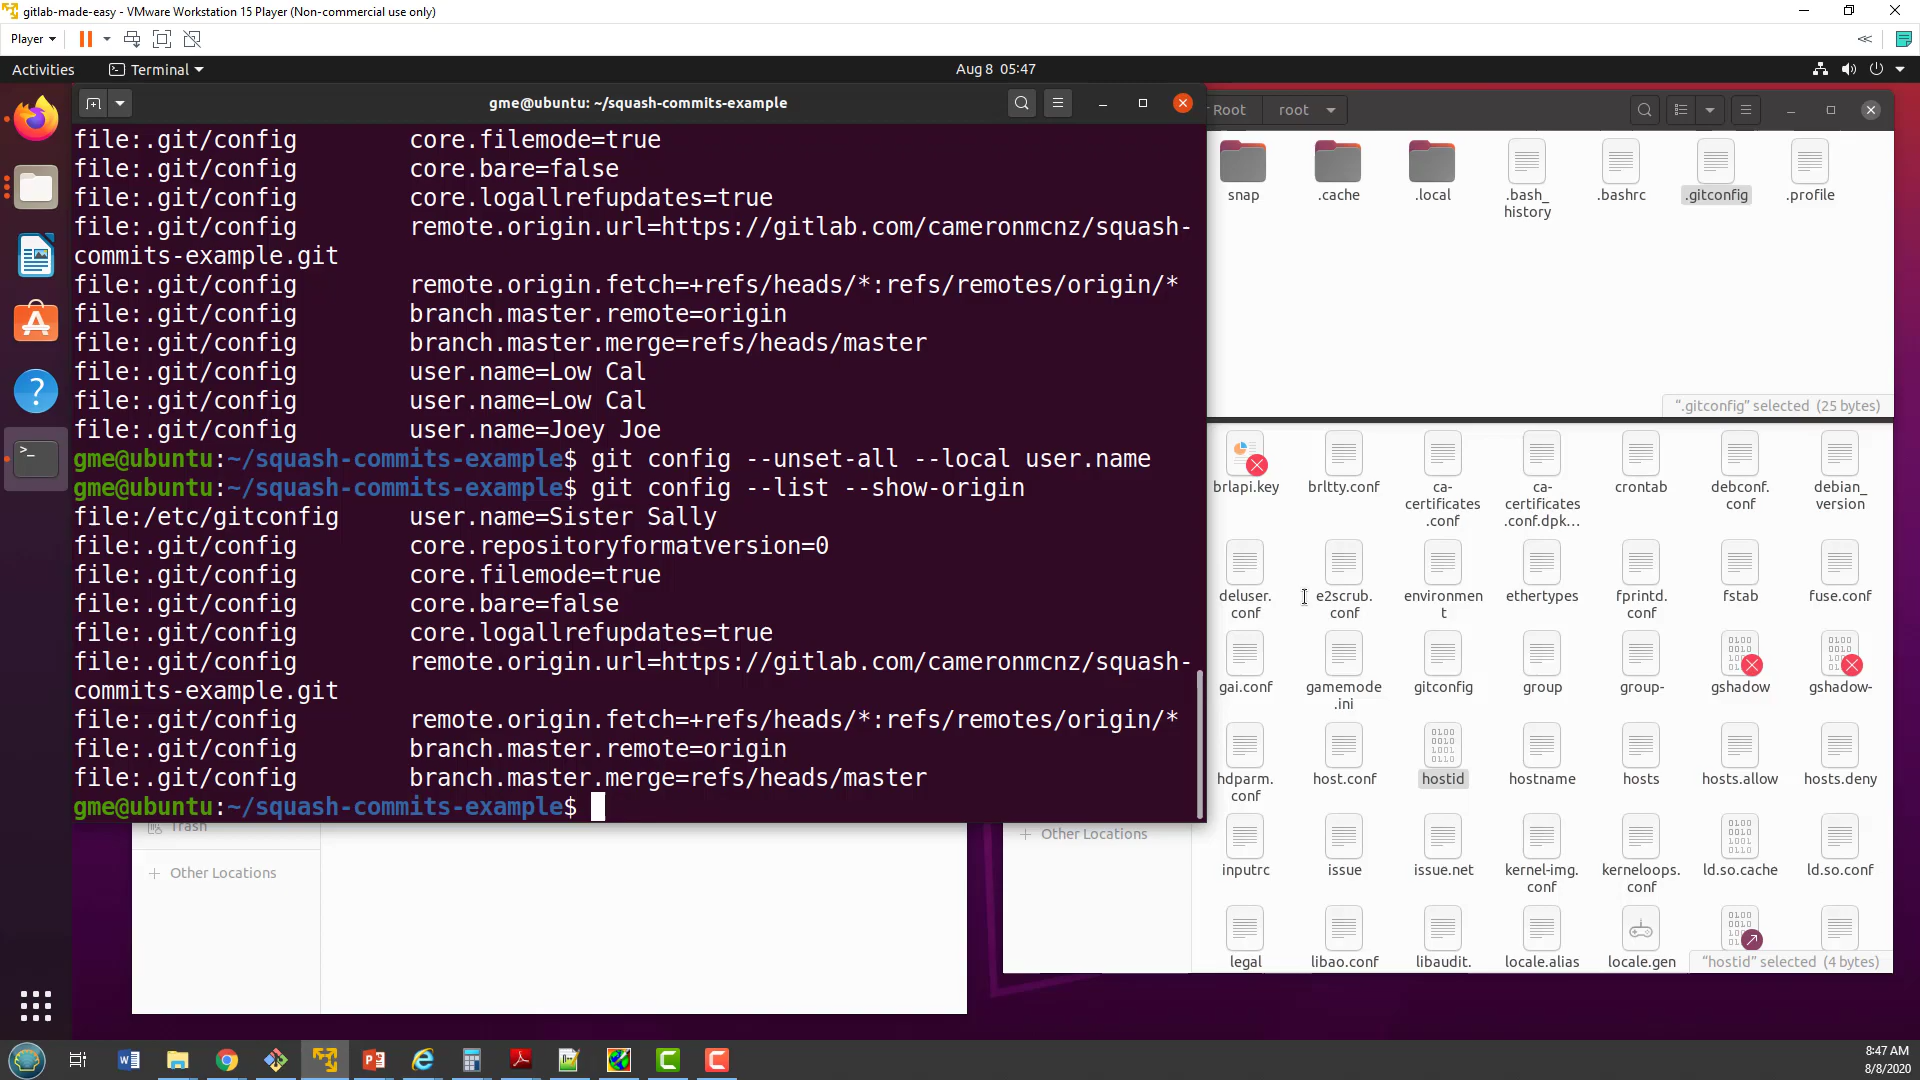 gitlab-made-easy - VMware Workstation 15 Player (Non-commercial use only)
Player
Activities
Terminal
Aug 8 05:47
gme@ubuntu: ~/squash-commits-example
file:.git/config core.filemode=true
file:.git/config core.bare=false
file:.git/config core.logallrefupdates=true
file:.git/config remote.origin.url=https://gitlab.com/cameronmcnz/squash-
commits-example.git
file:.git/config remote.origin.fetch=+refs/heads/*:refs/remotes/origin/*
file:.git/config branch.master.remote=origin
file:.git/config branch.master.merge=refs/heads/master
file:.git/config user.name=Low Cal
file:.git/config user.name=Low Cal
file:.git/config user.name=Joey Joe
gme@ubuntu:~/squash-commits-example$ git config --unset-all --local user.name
gme@ubuntu:~/squash-commits-example$ git config --list --show-origin
file:/etc/gitconfig user.name=Sister Sally
file:.git/config core.repositoryformatversion=0
file:.git/config core.filemode=true
file:.git/config core.bare=false
file:.git/config core.logallrefupdates=true
file:.git/config remote.origin.url=https://gitlab.com/cameronmcnz/squash-
commits-example.git
file:.git/config remote.origin.fetch=+refs/heads/*:refs/remotes/origin/*
file:.git/config branch.master.remote=origin
file:.git/config branch.master.merge=refs/heads/master
gme@ubuntu:~/squash-commits-example$
Trash
Other Locations
Root root
snap .cache .local .bash_ .bashrc .gitconfig .profile
history
".gitconfig" selected (25 bytes)
brlapi.key brltty.conf ca- ca- crontab debconf. debian_
certificates certificates conf version
.conf .conf.dpk...
deluser. e2scrub. environmen ethertypes fprintd. fstab fuse.conf
conf conf t conf
gai.conf gamemode gitconfig group group- gshadow gshadow-
.ini
hdparm. host.conf hostid hostname hosts hosts.allow hosts.deny
conf
Other Locations
inputrc issue issue.net kernel-img. kerneloops. ld.so.cache ld.so.conf
conf conf
legal libao.conf libaudit. locale.alias locale.gen
"hostid" selected (4 bytes)
8:47 AM
8/8/2020